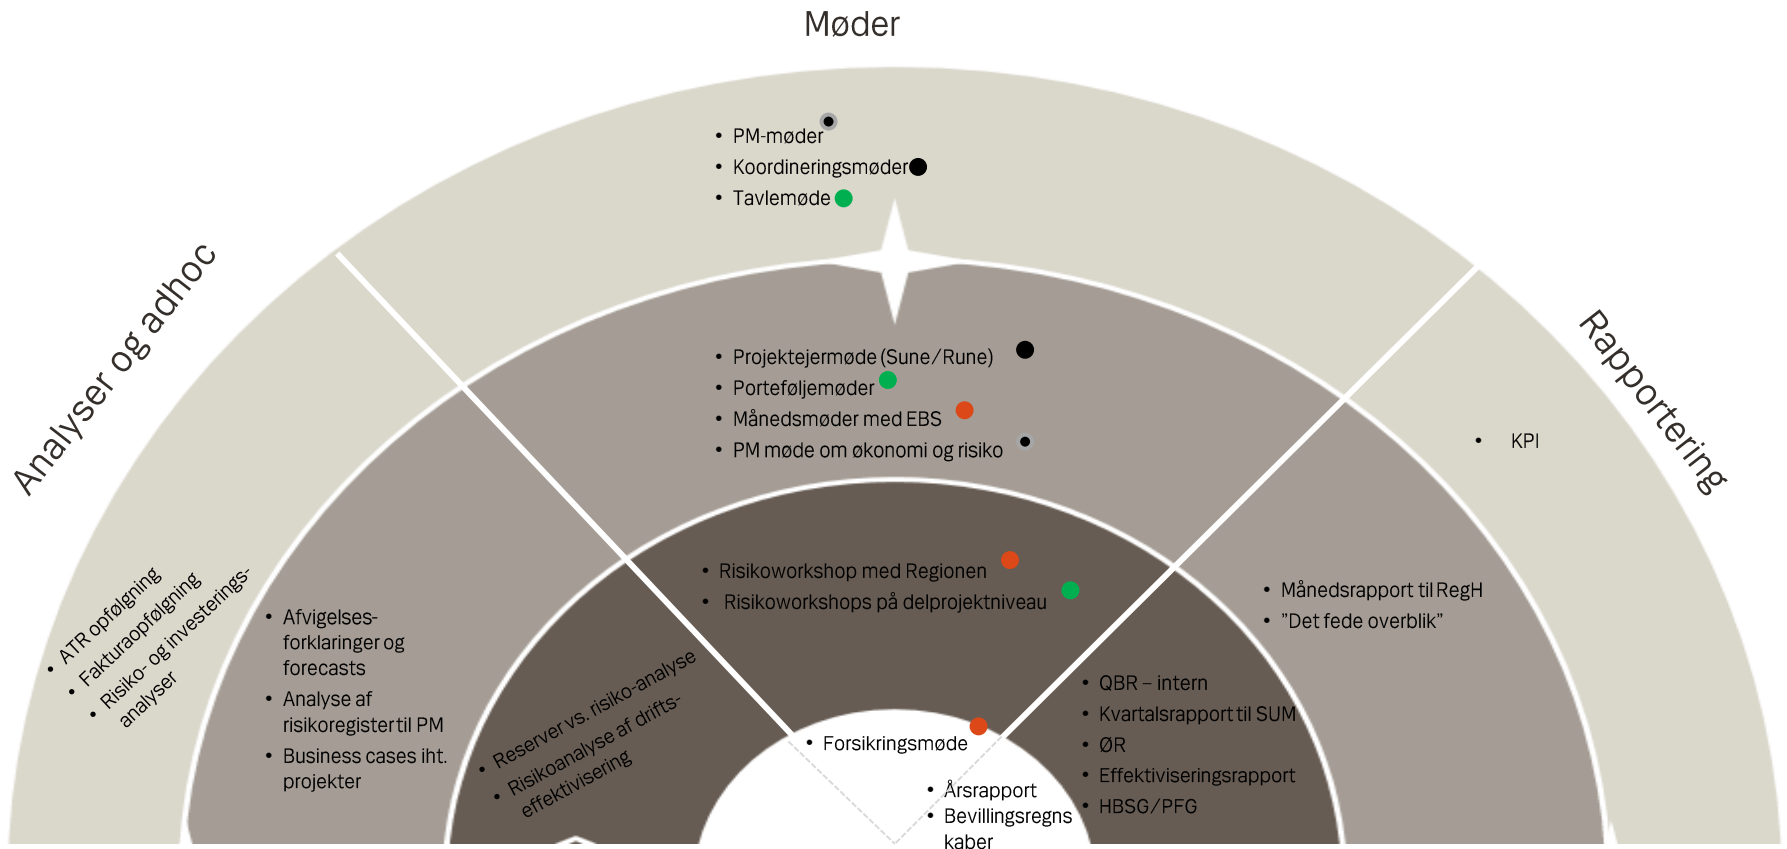 Møder
• PM-møder
• Koordineringsmøder
• Tavlemøde
Analyser og adhoc
Rapportering
• Projektejermøde (Sune/Rune)
• Porteføljemøder
• Månedsmøder med EBS
• PM møde om økonomi og risiko
• KPI
• Risikoworkshop med Regionen
• Risikoworkshops på delprojektniveau
• ATR opfølgning
• Fakturaopfølgning
• Risiko- og investerings-
analyser
• Afvigelses-
forklaringer og
forecasts
• Analyse af
risikoregister til PM
• Business cases iht.
projekter
• Reserver vs. risiko-analyse
• Risikoanalyse af drifts-
effektivisering
• Månedsrapport til RegH
• ”Det fede overblik”
• QBR – intern
• Kvartalsrapport til SUM
• ØR
• Effektiviseringsrapport
• HBSG/PFG
• Forsikringsmøde
• Årsrapport
• Bevillingsregns
kaber